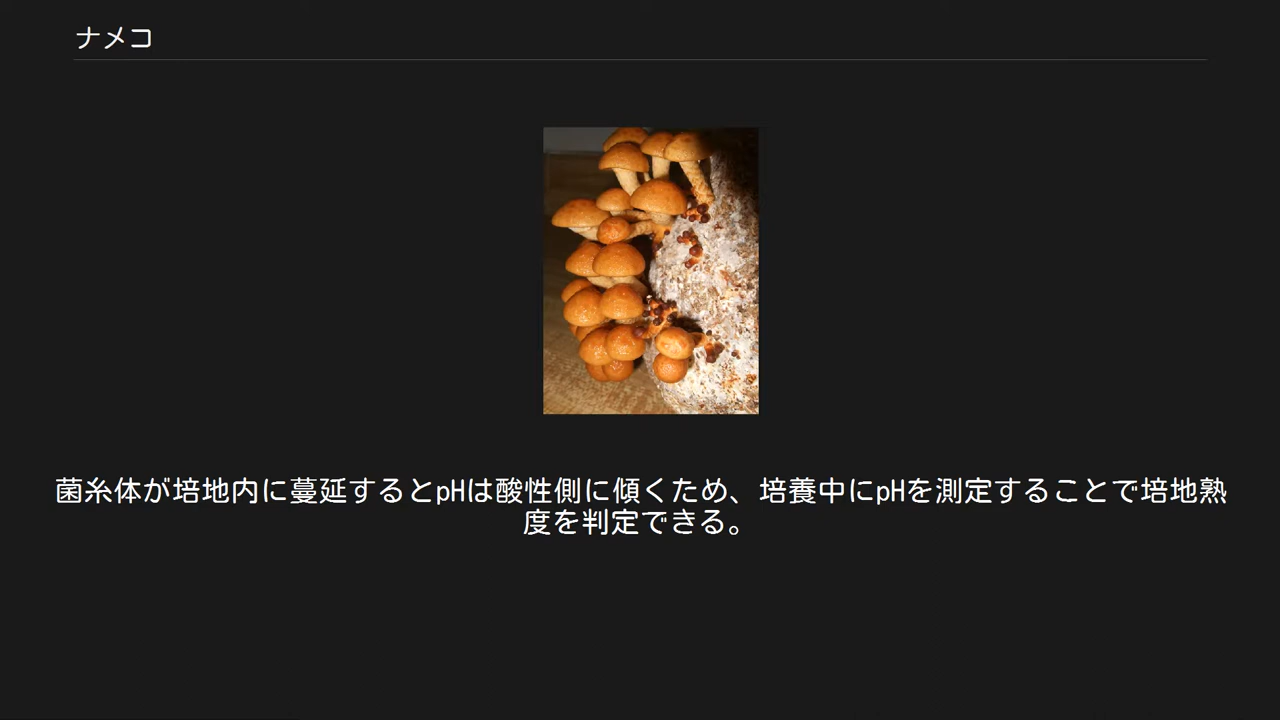 ナメコ
菌糸体が培地内に蔓延するとpHは酸性側に傾くため、培養中にpHを測定することで培地熟
度を判定できる。